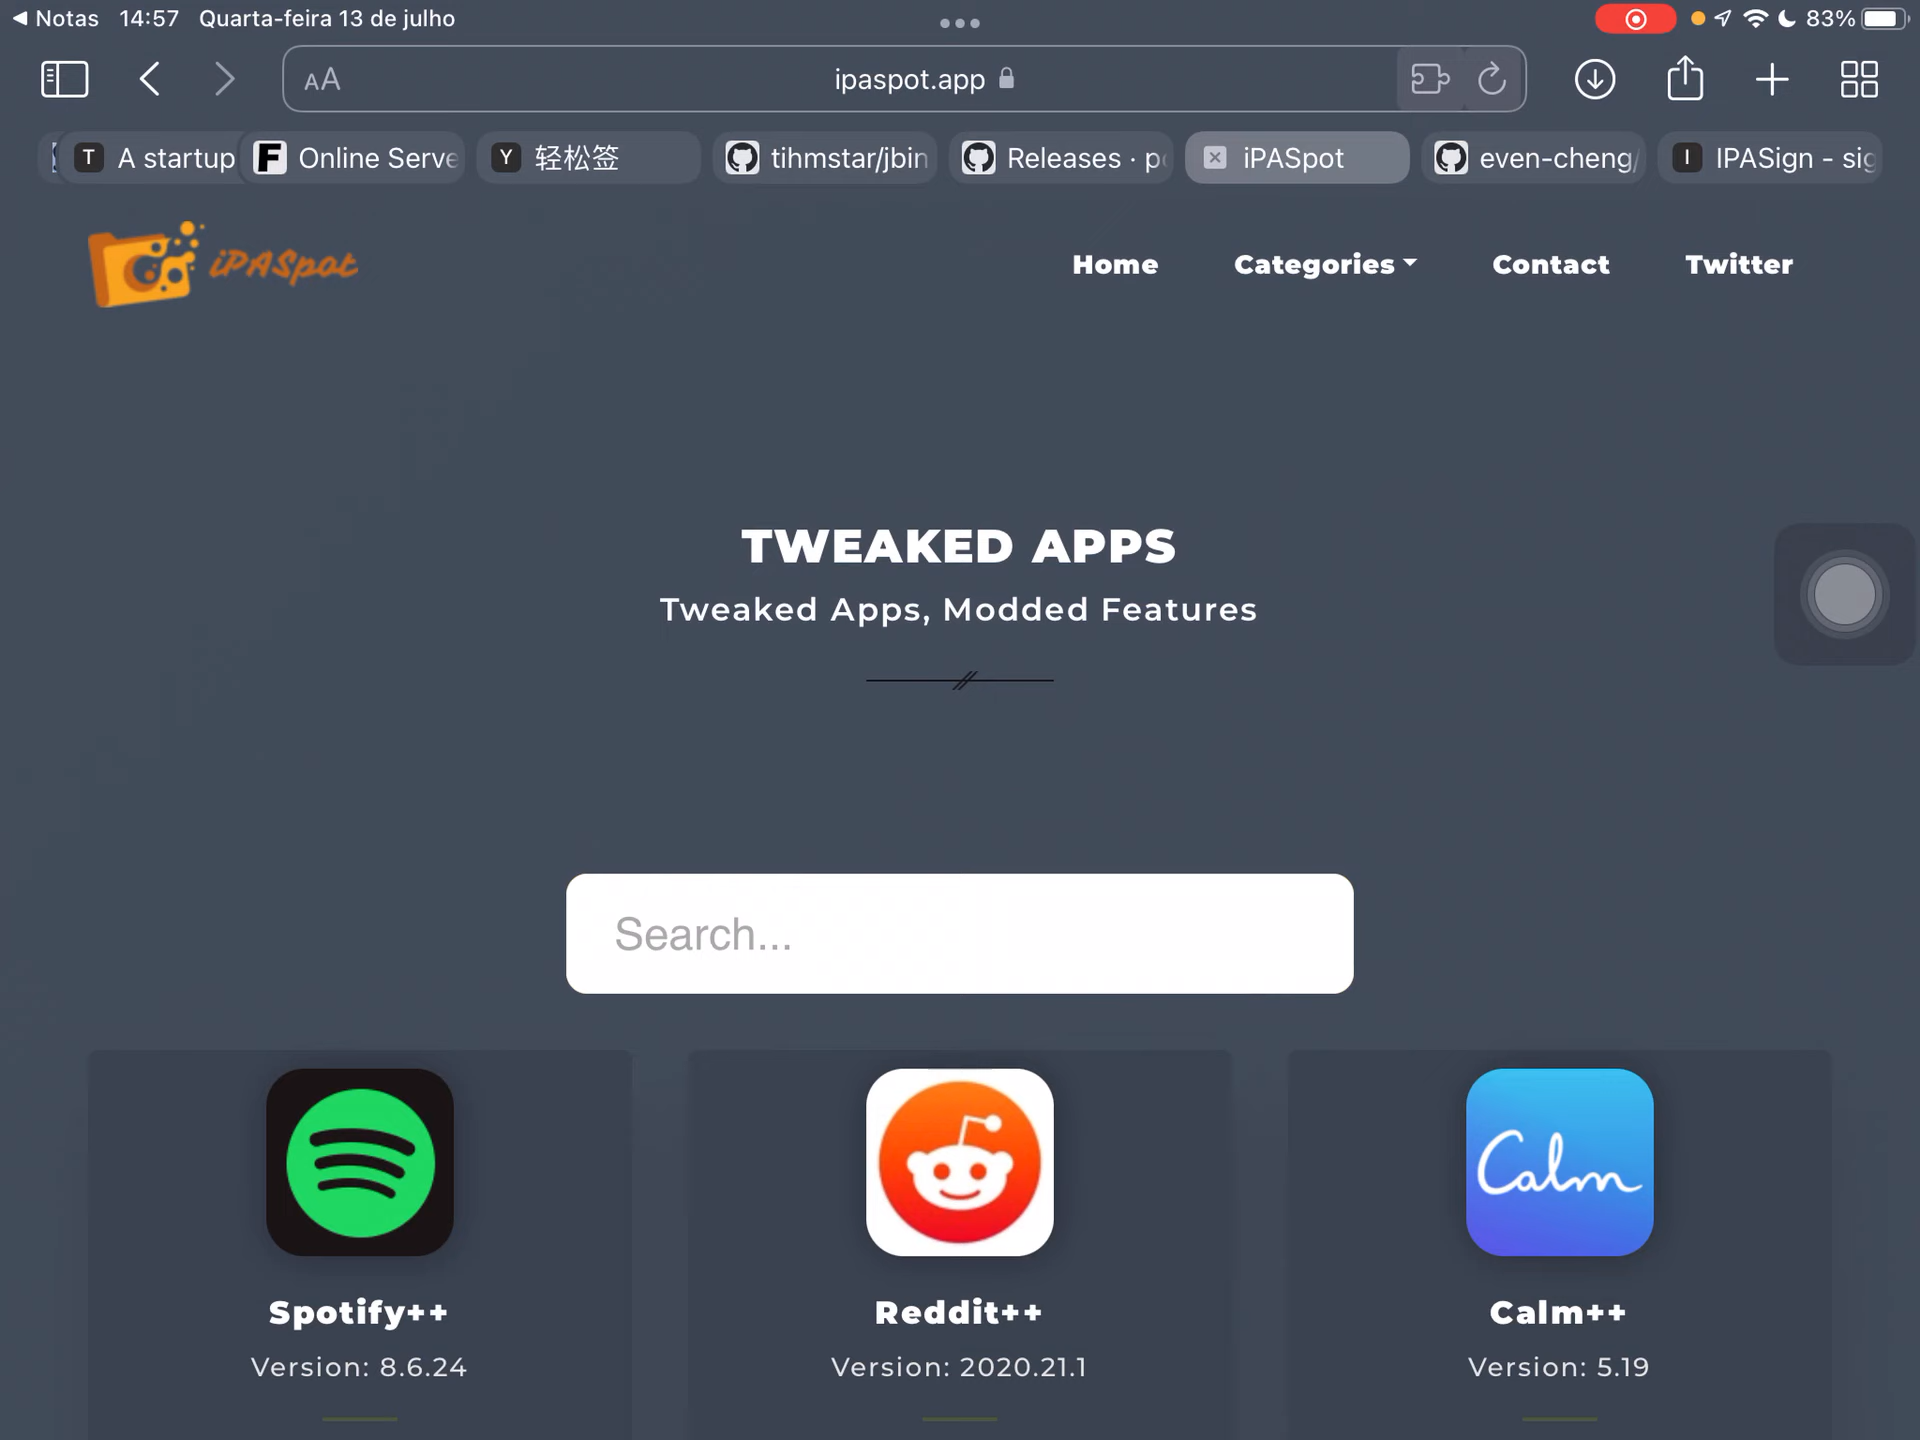 Notas 14:57 Quarta-feira 13 de julho 83%
AA ipaspot.app
T A startup F Online Serve Y 轻松签 tihmstar/jbin Releases · po iPASpot even-cheng/ I IPASign - sig
iPASpot Home Categories Contact Twitter
TWEAKED APPS
Tweaked Apps, Modded Features
Search...
Calm
Spotify++ Reddit++ Calm++
Version: 8.6.24 Version: 2020.21.1 Version: 5.19